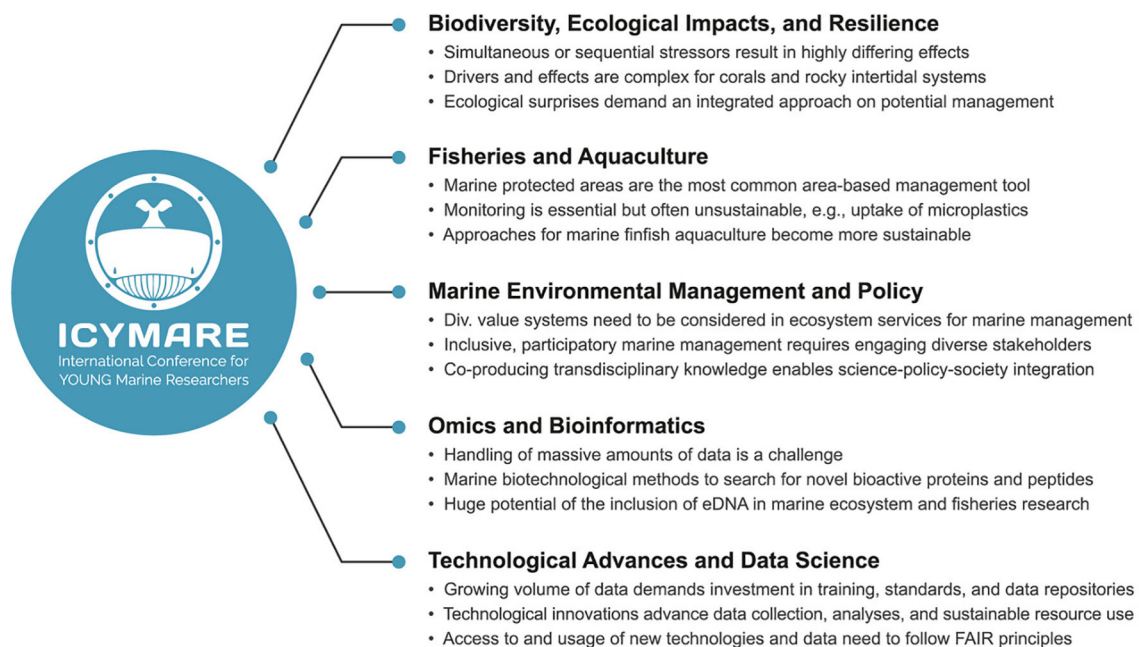 Biodiversity, Ecological Impacts, and Resilience
• Simultaneous or sequential stressors result in highly differing effects
• Drivers and effects are complex for corals and rocky intertidal systems
• Ecological surprises demand an integrated approach on potential management
Fisheries and Aquaculture
• Marine protected areas are the most common area-based management tool
• Monitoring is essential but often unsustainable, e.g., uptake of microplastics
• Approaches for marine finfish aquaculture become more sustainable
ICYMARE
International Conference for
YOUNG Marine Researchers
Marine Environmental Management and Policy
• Div. value systems need to be considered in ecosystem services for marine management
• Inclusive, participatory marine management requires engaging diverse stakeholders
• Co-producing transdisciplinary knowledge enables science-policy-society integration
Omics and Bioinformatics
• Handling of massive amounts of data is a challenge
• Marine biotechnological methods to search for novel bioactive proteins and peptides
• Huge potential of the inclusion of eDNA in marine ecosystem and fisheries research
Technological Advances and Data Science
• Growing volume of data demands investment in training, standards, and data repositories
• Technological innovations advance data collection, analyses, and sustainable resource use
• Access to and usage of new technologies and data need to follow FAIR principles